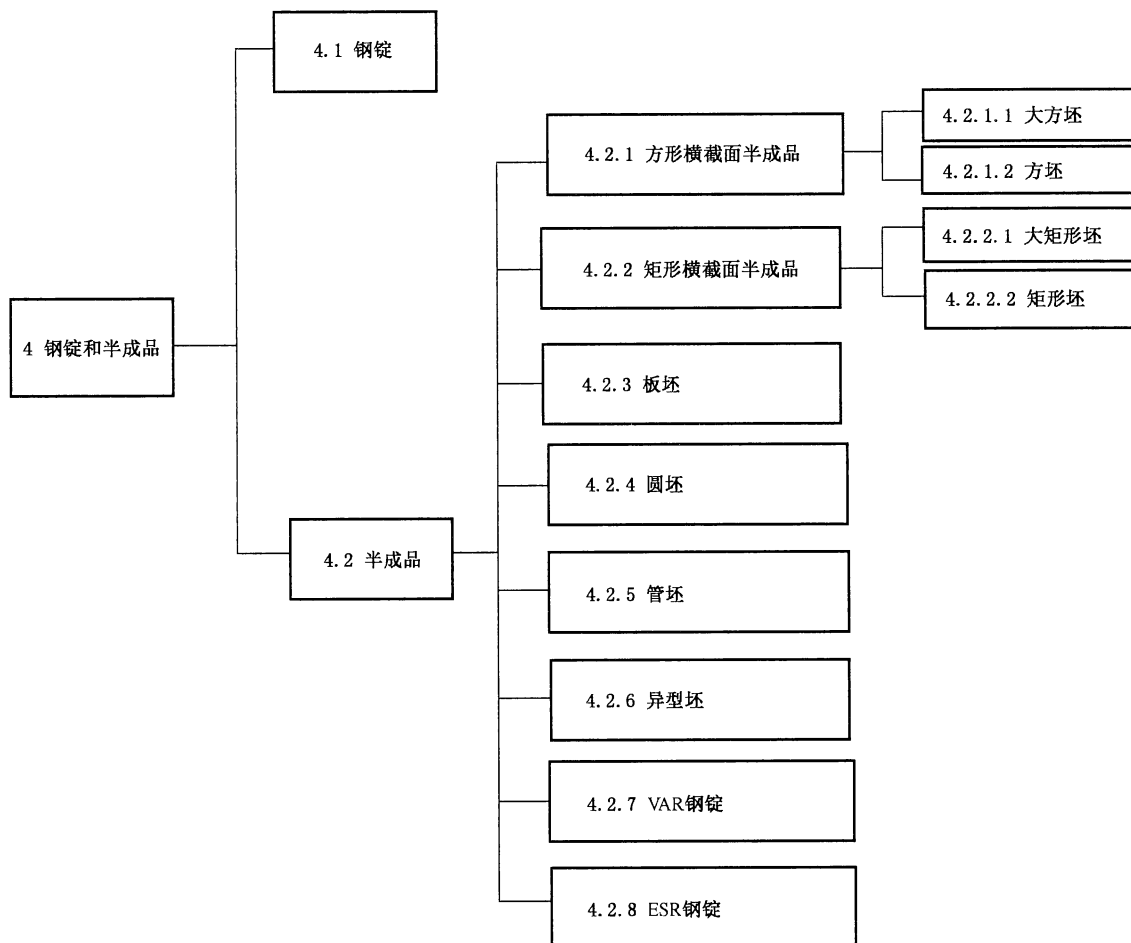 4 钢锭和半成品
4.1 钢锭
4.2 半成品
4.2.1 方形横截面半成品
4.2.1.1 大方坯
4.2.1.2 方坯
4.2.2 矩形横截面半成品
4.2.2.1 大矩形坯
4.2.2.2 矩形坯
4.2.3 板坯
4.2.4 圆坯
4.2.5 管坯
4.2.6 异型坯
4.2.7 VAR钢锭
4.2.8 ESR钢锭